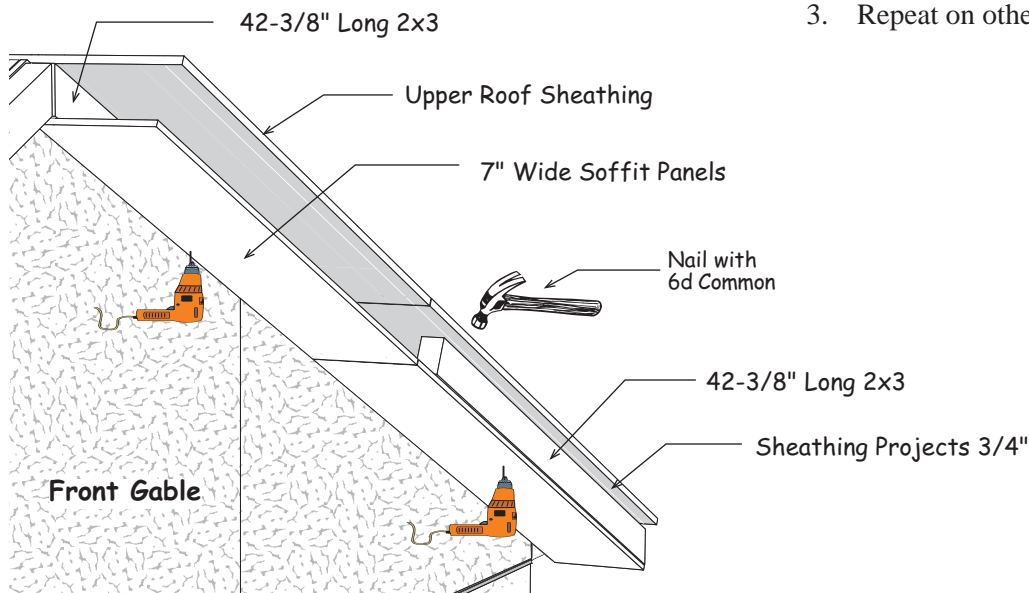 42-3/8" Long 2x3
3. Repeat on othe
Upper Roof Sheathing
7" Wide Soffit Panels
Nail with
6d Common
42-3/8" Long 2x3
Sheathing Projects 3/4"
Front Gable